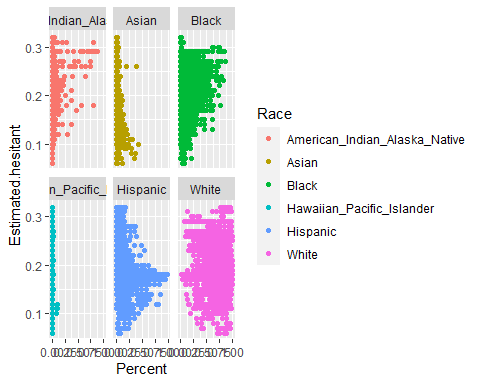 Indian_Ala Asian Black
0.3
0.2
0.1
n_Pacific_ Hispanic White
0.3
0.2
0.1
Estimated.hesitant
Percent
Race
American_Indian_Alaska_Native
Asian
Black
Hawaiian_Pacific_Islander
Hispanic
White